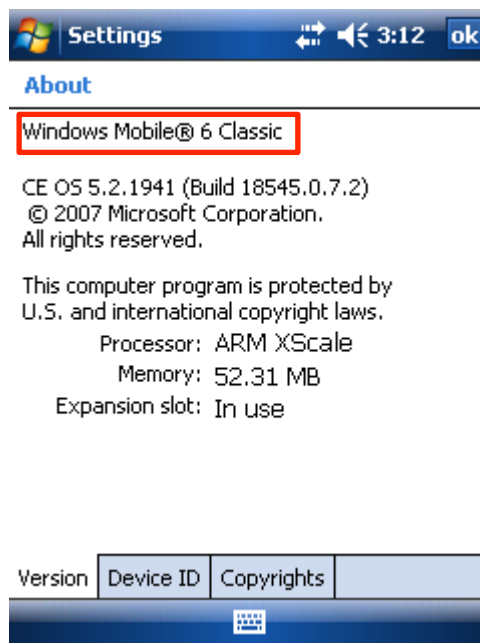 Settings 3:12 ok
About
Windows Mobile® 6 Classic
CE OS 5.2.1941 (Build 18545.0.7.2)
© 2007 Microsoft Corporation.
All rights reserved.
This computer program is protected by
U.S. and international copyright laws.
Processor: ARM XScale
Memory: 52.31 MB
Expansion slot: In use
Version Device ID Copyrights